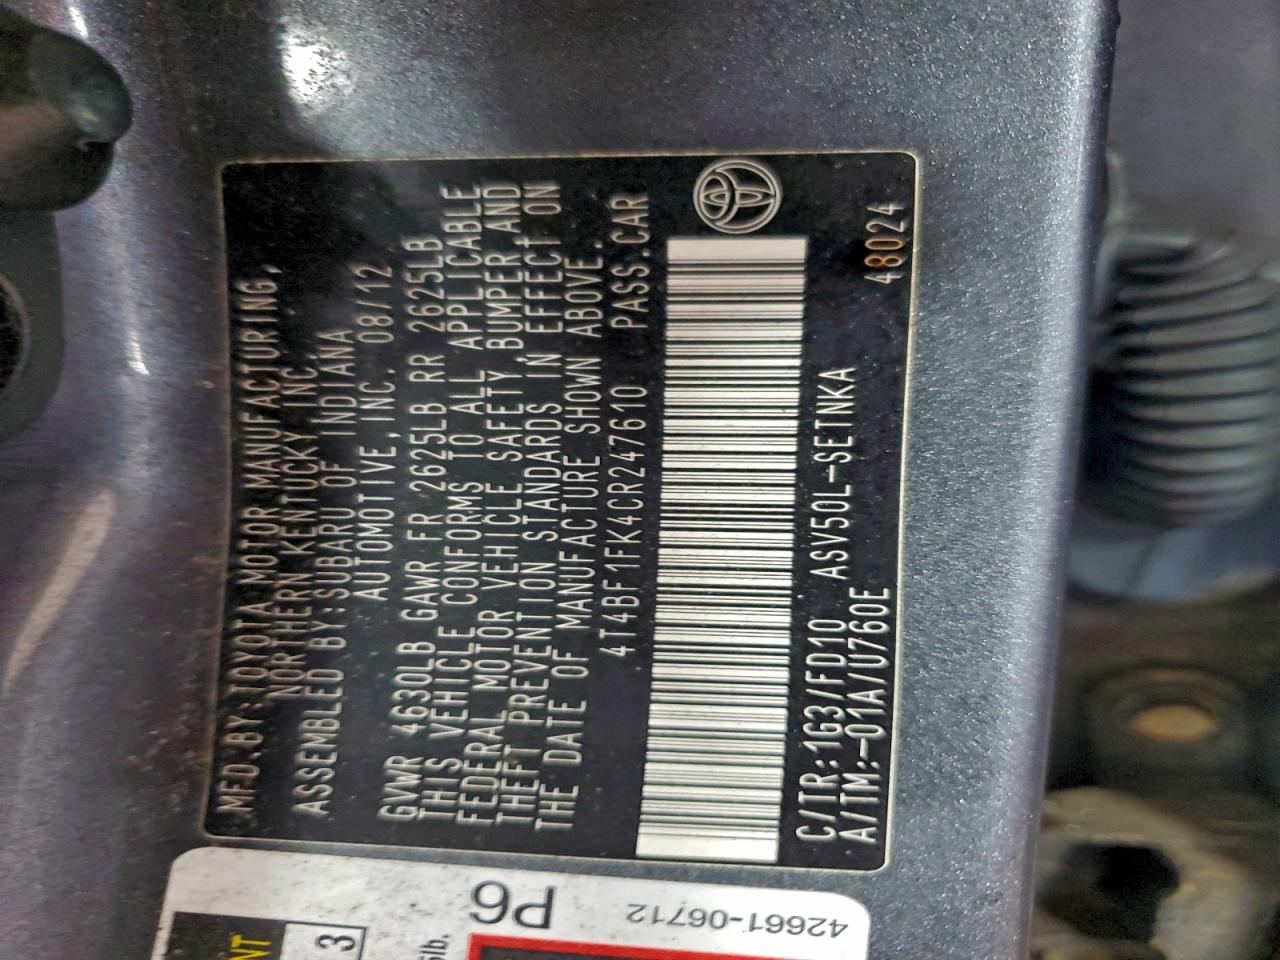 MFD.BY:TOYOTA MOTOR MANUFACTURING,
NORTHERN KENTUCKY, INC.
ASSEMBLED BY:SUBARU OF INDIANA
AUTOMOTIVE, INC. 08/12
GVWR 4630LB GAWR FR 2625LB RR 2625LB
THIS VEHICLE CONFORMS TO ALL APPLICABLE
FEDERAL MOTOR VEHICLE SAFETY, BUMPER, AND
THEFT PREVENTION STANDARDS IN EFFECT ON
THE DATE OF MANUFACTURE SHOWN ABOVE.
4T4BF1FK4CR247610 PASS.CAR
C/TR:1G3/FD10 ASV50L-SETNKA 48024
A/TM:-01A/U760E
P6
42661-06712
NT
3
lb.